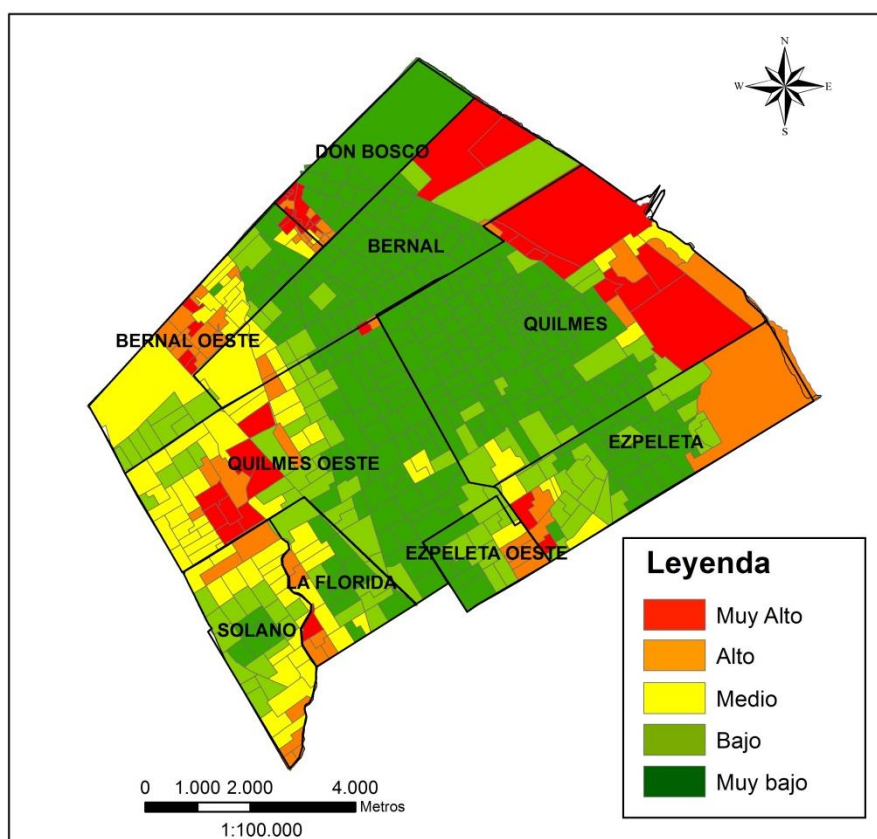 N
W
E
S
DON BOSCO
BERNAL
QUILMES
BERNAL OESTE
EZPELETA
QUILMES OESTE
EZPELETA OESTE
LA FLORIDA
SOLANO
Leyenda
Muy Alto
Alto
Medio
Bajo
Muy bajo
0 1.000 2.000 4.000
Metros
1:100.000